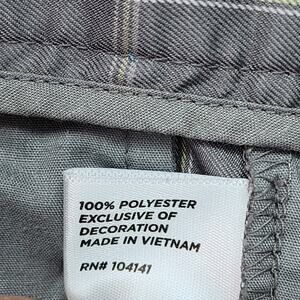 100% POLYESTER
EXCLUSIVE OF
DECORATION
MADE IN VIETNAM
RN# 104141